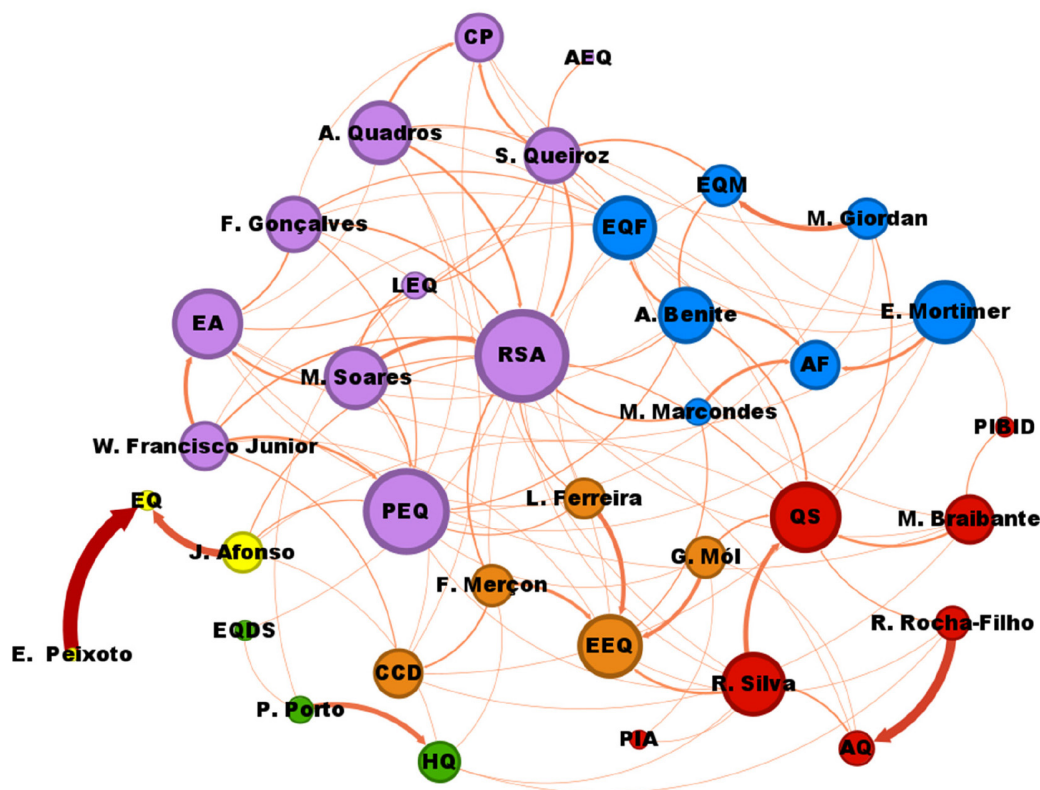 CP
AEQ
A. Quadros
S. Queiroz
EQM
M. Giordan
F. Gonçalves
EQF
LEQ
E. Mortimer
A. Benite
EA
RSA
AF
M. Soares
M. Marcondes
PIBID
W. Francisco Junior
L. Ferreira
EQ
PEQ
QS
M. Braibante
J. Afonso
G. Mól
F. Merçon
R. Rocha-Filho
EQDS
EEQ
E. Peixoto
CCD
R. Silva
P. Porto
PIA
AQ
HQ